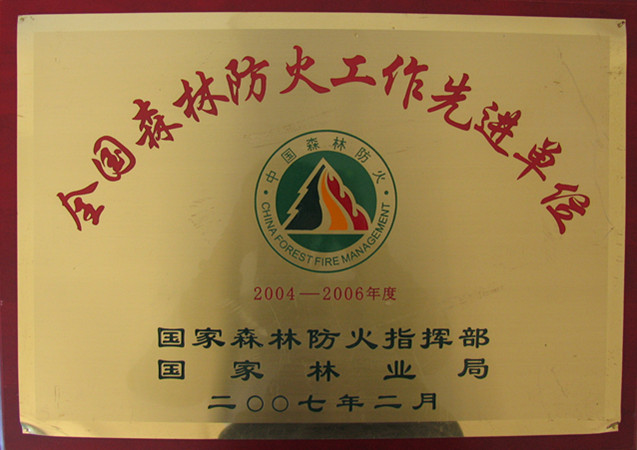 全国森林防火工作先进单位
中国森林防火
CHINA FOREST FIRE MANAGEMENT
2004—2006年度
国家森林防火指挥部
国家林业局
二〇〇七年二月